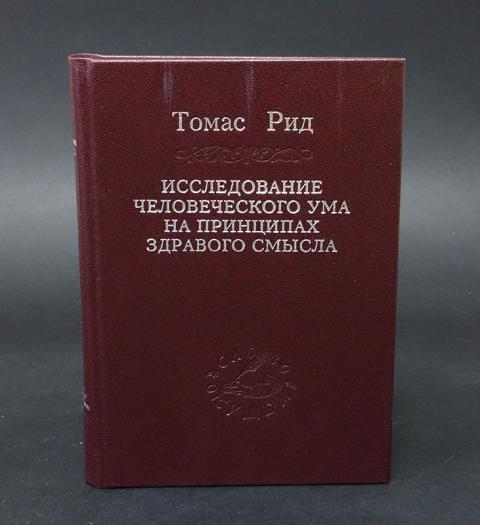 Томас Рид
ИССЛЕДОВАНИЕ
ЧЕЛОВЕЧЕСКОГО УМА
НА ПРИНЦИПАХ
ЗДРАВОГО СМЫСЛА